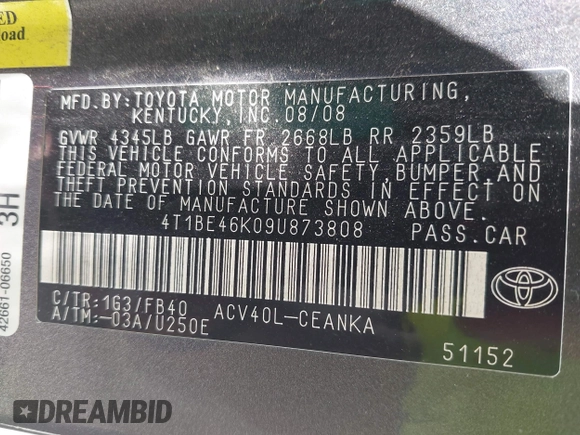 ED
oad
MFD.BY:TOYOTA MOTOR MANUFACTURING,
KENTUCKY,INC.08/08
GVWR 4345LB GAWR FR 2668LB RR 2359LB
THIS VEHICLE CONFORMS TO ALL APPLICABLE
FEDERAL MOTOR VEHICLE SAFETY,BUMPER,AND
THEFT PREVENTION STANDARDS IN EFFECT ON
THE DATE OF MANUFACTURE SHOWN ABOVE.
4T1BE46K09U873808 PASS.CAR
C/TR:1G3/FB40 ACV40L-CEANKA
A/TM:-03A/U250E
TOYOTA
51152
3H
42661-06650
DREAMBID